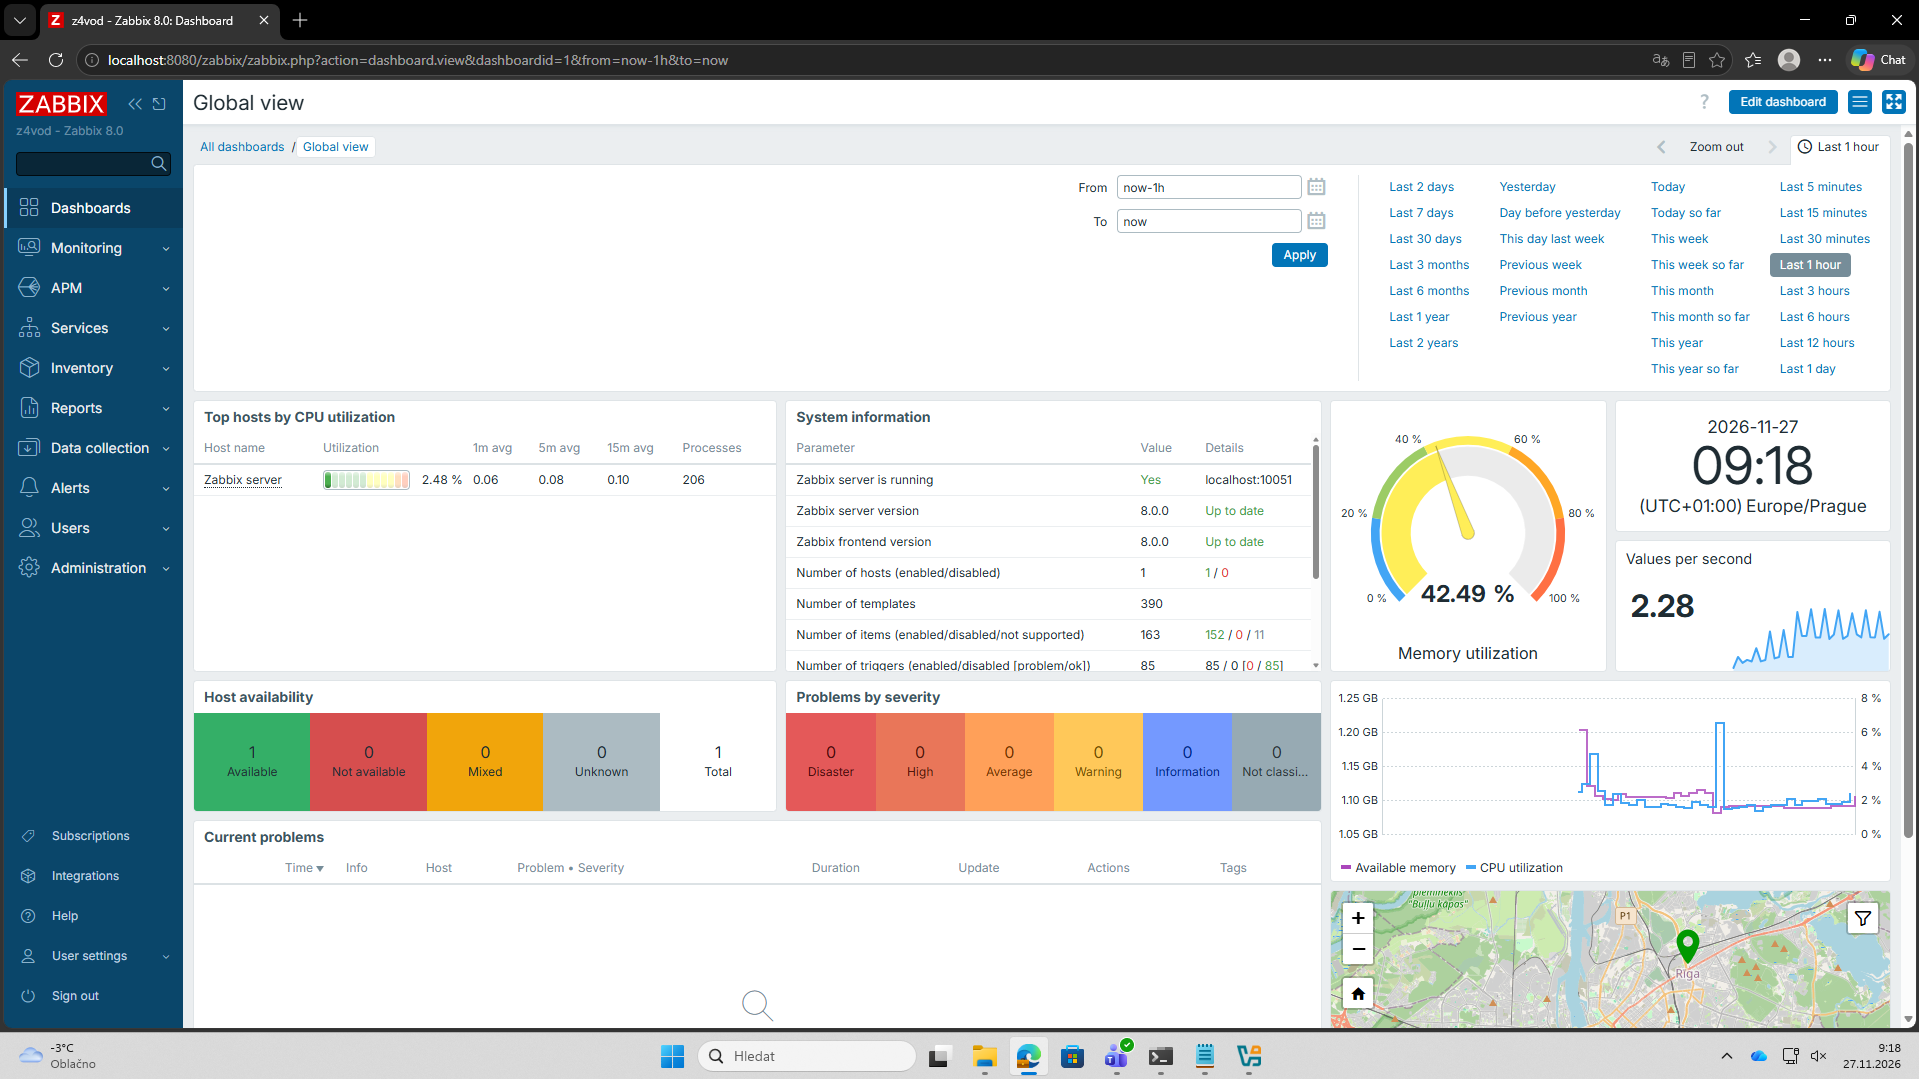 z4vod - Zabbix 8.0: Dashboard
localhost:8080/zabbix/zabbix.php?action=dashboard.view&dashboardid=1&from=now-1h&to=now
Chat
ZABBIX
z4vod - Zabbix 8.0
Dashboards
Monitoring
APM
Services
Inventory
Reports
Data collection
Alerts
Users
Administration
Subscriptions
Integrations
Help
User settings
Sign out
Global view
? Edit dashboard
All dashboards / Global view
Zoom out Last 1 hour
From now-1h
To now
Apply
Last 2 days Yesterday Today Last 5 minutes
Last 7 days Day before yesterday Today so far Last 15 minutes
Last 30 days This day last week This week Last 30 minutes
Last 3 months Previous week This week so far Last 1 hour
Last 6 months Previous month This month Last 3 hours
Last 1 year Previous year This month so far Last 6 hours
Last 2 years This year Last 12 hours
This year so far Last 1 day
Top hosts by CPU utilization
Host name Utilization 1m avg 5m avg 15m avg Processes
Zabbix server 2.48 % 0.06 0.08 0.10 206
System information
Parameter Value Details
Zabbix server is running Yes localhost:10051
Zabbix server version 8.0.0 Up to date
Zabbix frontend version 8.0.0 Up to date
Number of hosts (enabled/disabled) 1 1 / 0
Number of templates 390
Number of items (enabled/disabled/not supported) 163 152 / 0 / 11
Number of triggers (enabled/disabled [problem/ok]) 85 85 / 0 [0 / 85]
40 % 60 %
20 % 80 %
0 % 42.49 % 100 %
Memory utilization
2026-11-27
09:18
(UTC+01:00) Europe/Prague
Values per second
2.28
Host availability
1 0 0 0 1
Available Not available Mixed Unknown Total
Problems by severity
0 0 0 0 0 0
Disaster High Average Warning Information Not classi...
1.25 GB 8 %
1.20 GB 6 %
1.15 GB 4 %
1.10 GB 2 %
1.05 GB 0 %
Available memory CPU utilization
Current problems
Time Info Host Problem • Severity Duration Update Actions Tags
piemineklis
"Buļļu kāpas"
P1
Rīga
+
−
-3°C
Oblačno
Hledat
9:18
27.11.2026